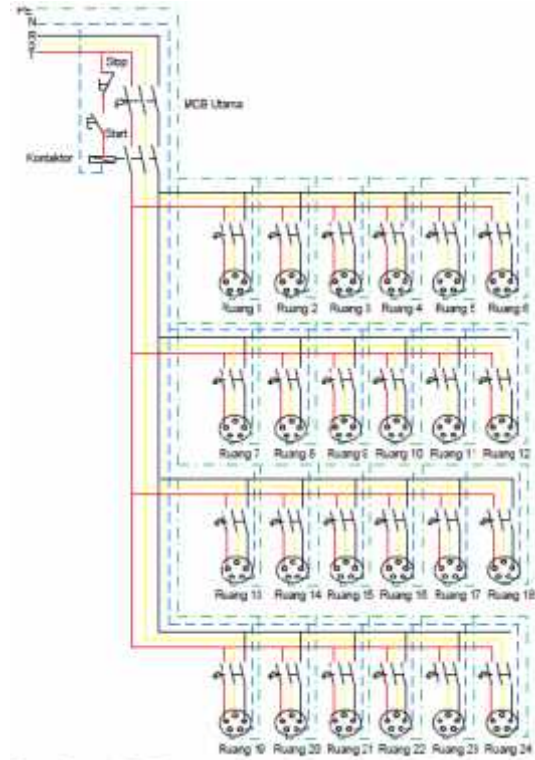 PE
N
Stop
MCB Utama
Start
Kontaktor
Ruang 1 Ruang 2 Ruang 3 Ruang 4 Ruang 5 Ruang 6
Ruang 7 Ruang 8 Ruang 9 Ruang 10 Ruang 11 Ruang 12
Ruang 13 Ruang 14 Ruang 15 Ruang 16 Ruang 17 Ruang 18
Ruang 19 Ruang 20 Ruang 21 Ruang 22 Ruang 23 Ruang 24